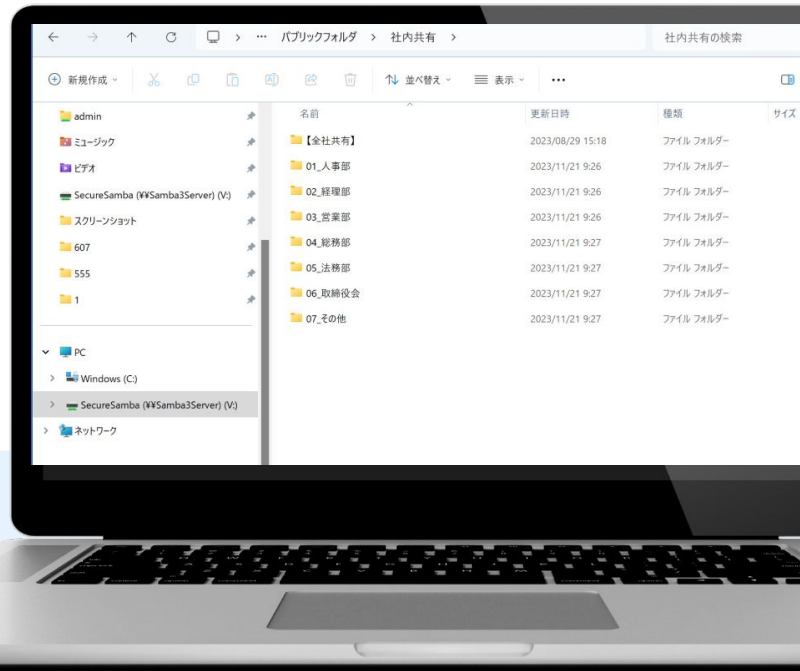 … パブリックフォルダ > 社内共有 > 社内共有の検索
新規作成 並べ替え 表示 …
名前 更新日時 種類 サイズ
admin
ミュージック
ビデオ
SecureSamba (¥¥Samba3Server) (V:)
スクリーンショット
607
555
1
PC
Windows (C:)
SecureSamba (¥¥Samba3Server) (V:)
ネットワーク
【全社共有】 2023/08/29 15:18 ファイル フォルダー
01_人事部 2023/11/21 9:26 ファイル フォルダー
02_経理部 2023/11/21 9:26 ファイル フォルダー
03_営業部 2023/11/21 9:26 ファイル フォルダー
04_総務部 2023/11/21 9:27 ファイル フォルダー
05_法務部 2023/11/21 9:27 ファイル フォルダー
06_取締役会 2023/11/21 9:27 ファイル フォルダー
07_その他 2023/11/21 9:27 ファイル フォルダー